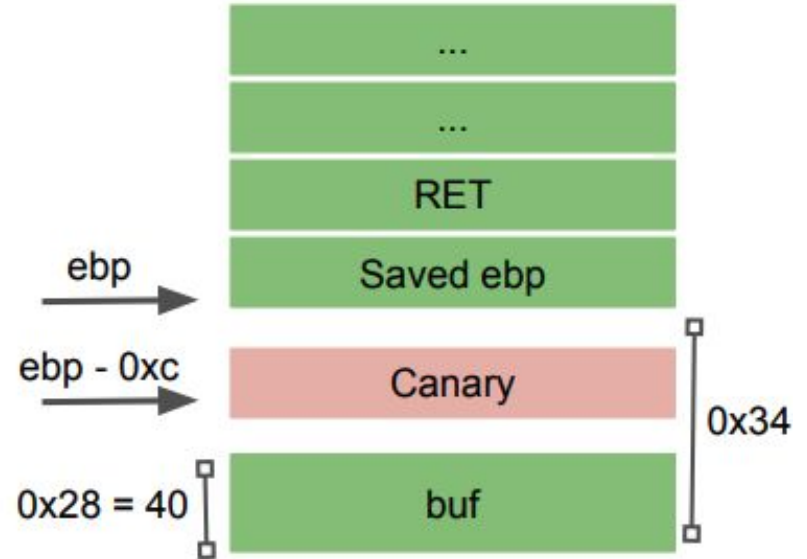 ...
...
RET
ebp
Saved ebp
ebp - 0xc
Canary
0x34
0x28 = 40
buf